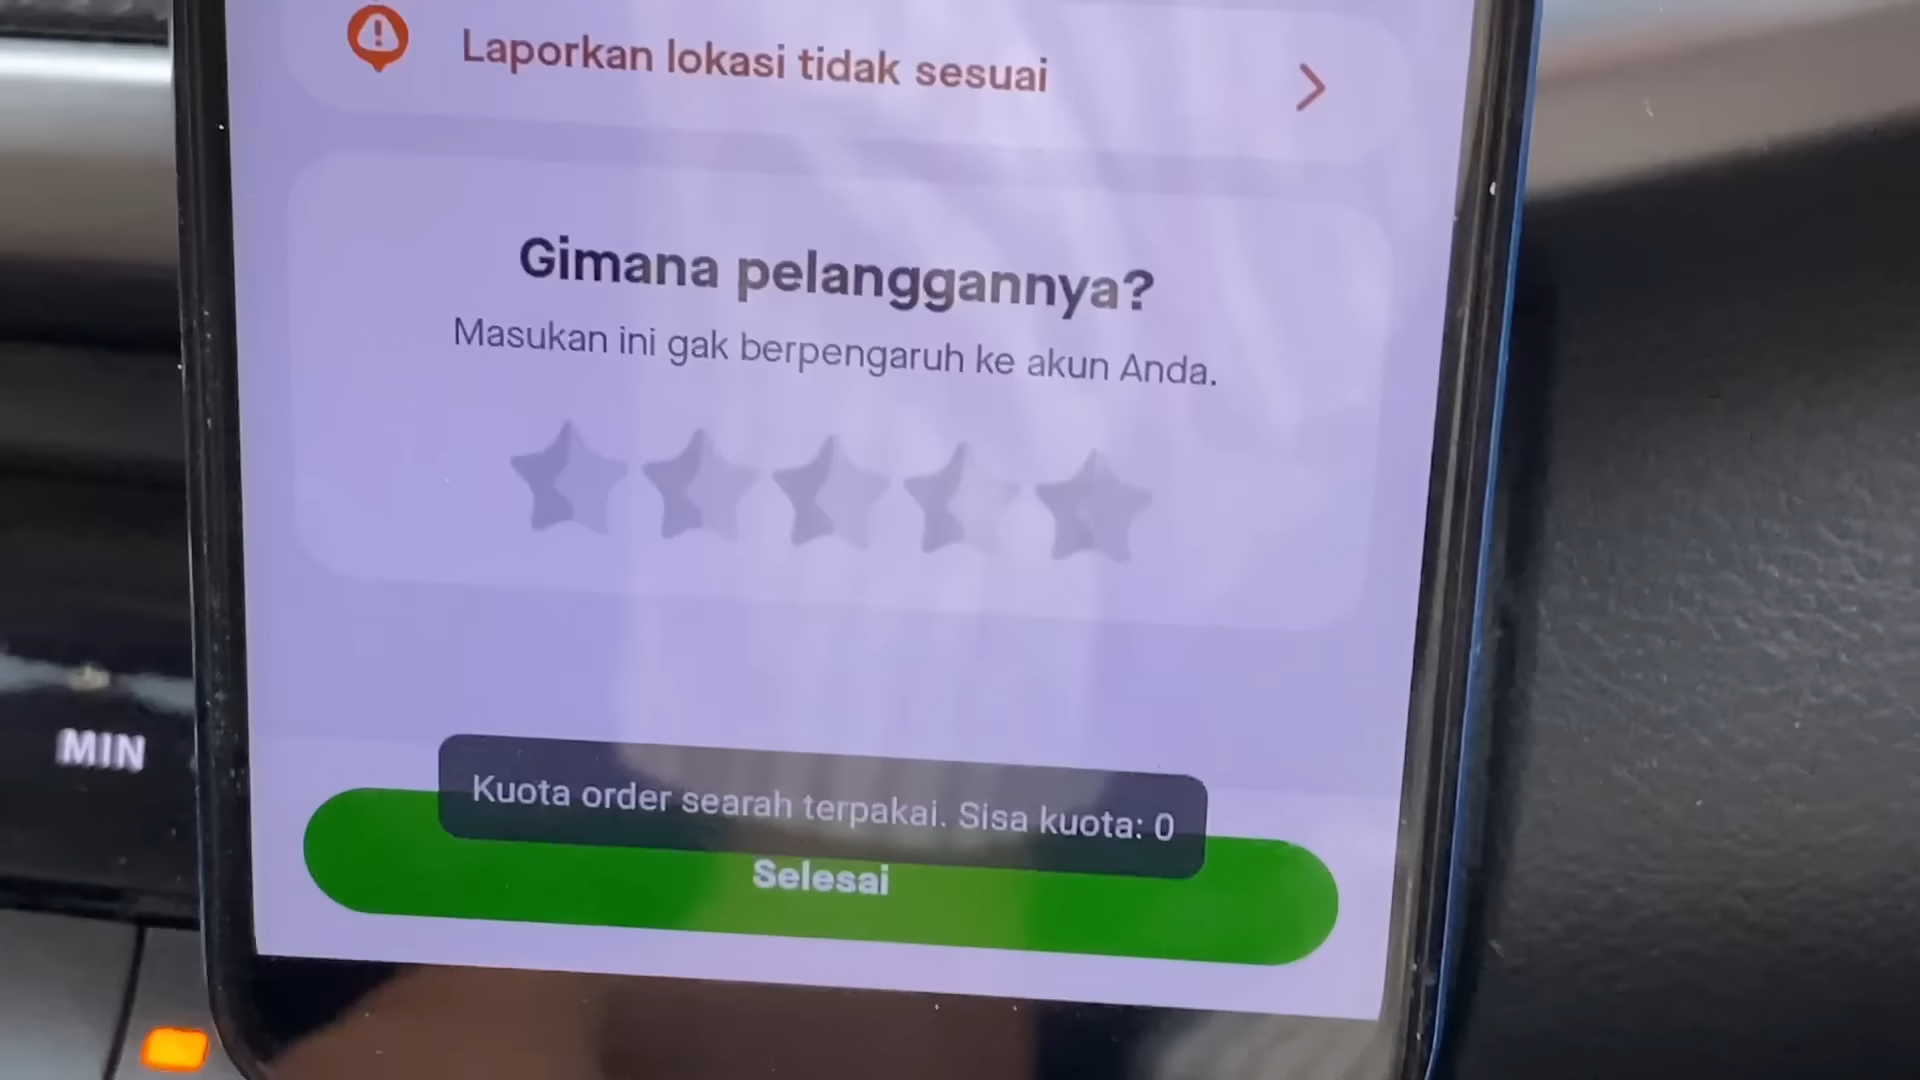 Laporkan lokasi tidak sesuai
Gimana pelanggannya?
Masukan ini gak berpengaruh ke akun Anda.
MIN
Kuota order searah terpakai. Sisa kuota: 0
Selesai